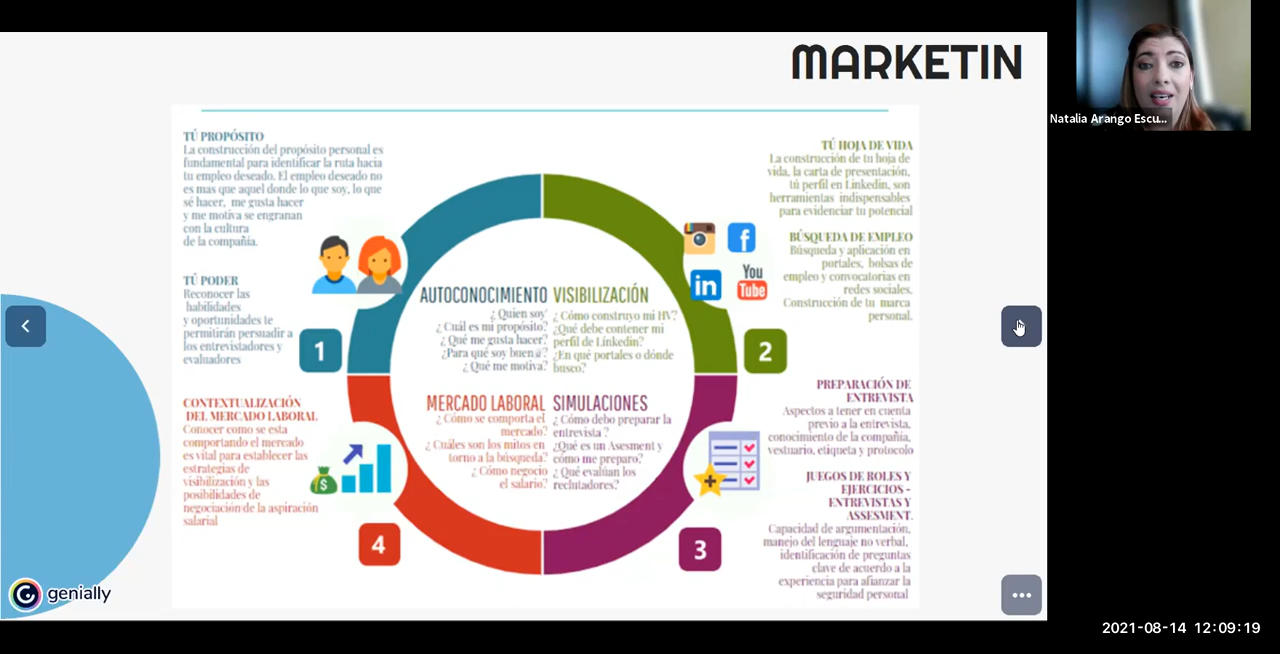 MARKETIN
Natalia Arango Escu...
TÚ PROPÓSITO
La construcción del propósito personal es
fundamental para identificar la ruta hacia
tu empleo deseado. El empleo deseado no
es mas que aquel donde lo que soy, lo que
sé hacer, me gusta hacer
y me motiva se engranan
con la cultura
de la compañía.
TÚ PODER
Reconocer las
habilidades
y oportunidades te
permitirán persuadir a
los entrevistadores y
evaluadores
1
AUTOCONOCIMIENTO
¿ Quien soy?
¿ Cuál es mi propósito?
¿ Qué me gusta hacer?
¿Para qué soy buen@?
¿ Qué me motiva?
VISIBILIZACIÓN
¿ Cómo construyo mi HV?
¿Qué debe contener mi
perfil de Linkedin?
¿En qué portales o dónde
busco?
f
in
You
Tube
2
TÚ HOJA DE VIDA
La construcción de tu hoja de
vida, la carta de presentación,
tú perfil en Linkedin, son
herramientas indispensables
para evidenciar tu potencial
BÚSQUEDA DE EMPLEO
Búsqueda y aplicación en
portales, bolsas de
empleo y convocatorias en
redes sociales.
Construcción de tu marca
personal.
CONTEXTUALIZACIÓN
DEL MERCADO LABORAL
Conocer como se esta
comportando el mercado
es vital para establecer las
estrategias de
visibilización y las
posibilidades de
negociación de la aspiración
salarial
$
4
MERCADO LABORAL
¿ Cómo se comporta el
mercado?
¿ Cuáles son los mitos en
torno a la búsqueda?
¿ Cómo negocio
el salario?
SIMULACIONES
¿ Cómo debo preparar la
entrevista ?
¿Qué es un Asesment y
cómo me preparo?
¿ Qué evalúan los
reclutadores?
3
PREPARACIÓN DE
ENTREVISTA
Aspectos a tener en cuenta
previo a la entrevista,
conocimiento de la compañía,
vestuario, etiqueta y protocolo
JUEGOS DE ROLES Y
EJERCICIOS -
ENTREVISTAS Y
ASSESMENT.
Capacidad de argumentación,
manejo del lenguaje no verbal,
identificación de preguntas
clave de acuerdo a la
experiencia para afianzar la
seguridad personal
genially
2021-08-14 12:09:19